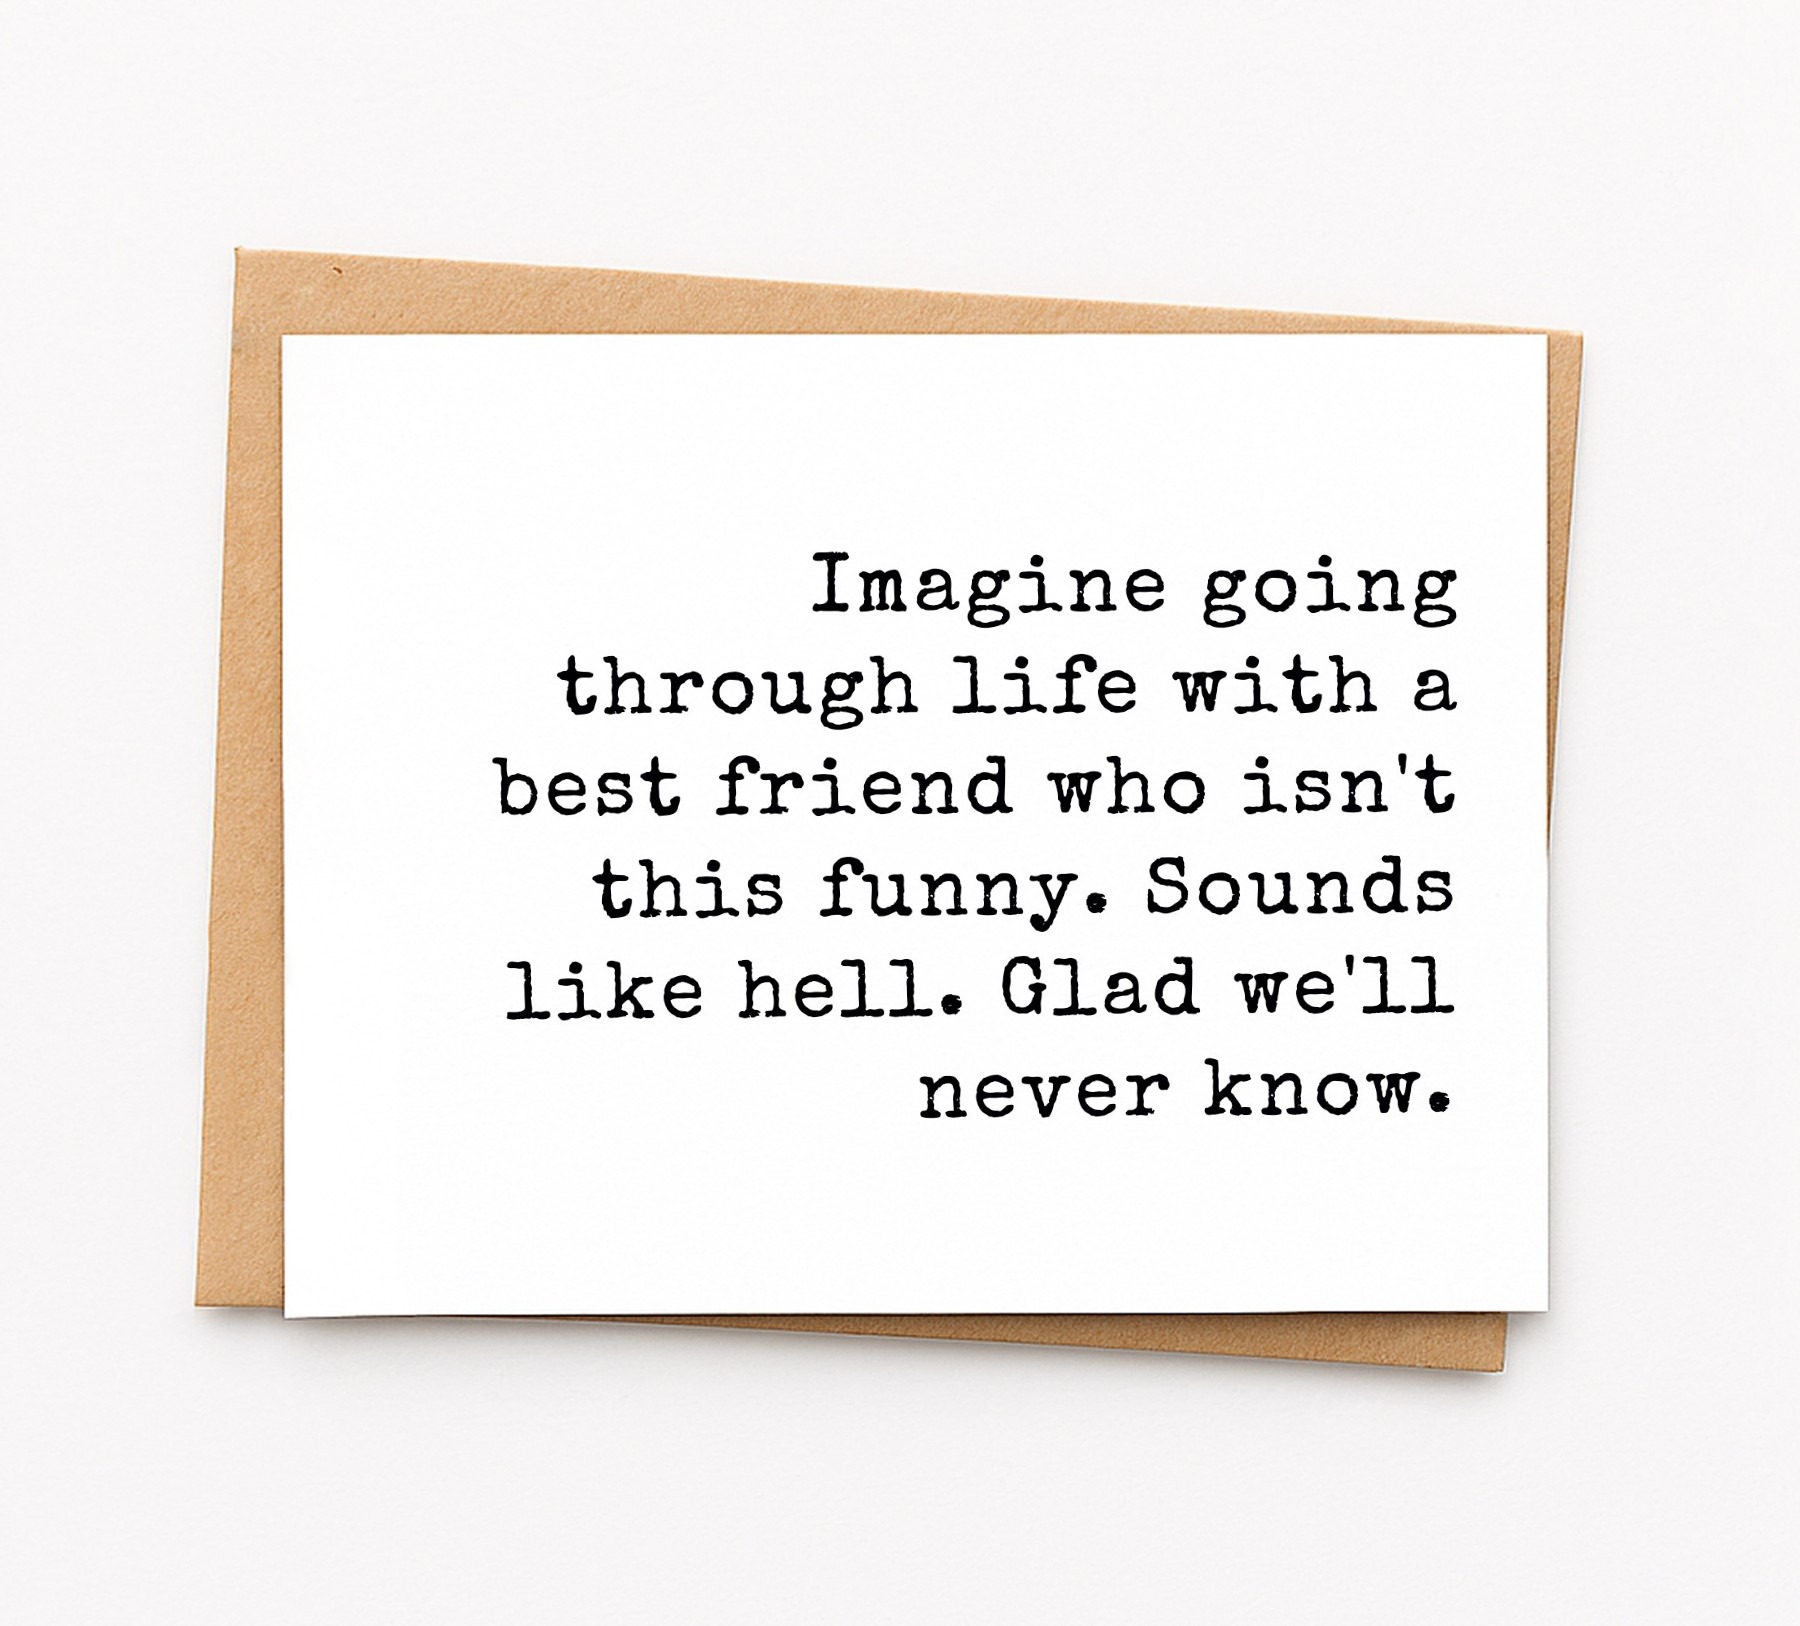 Imagine going
through life with a
best friend who isn't
this funny. Sounds
like hell. Glad we'll
never know.